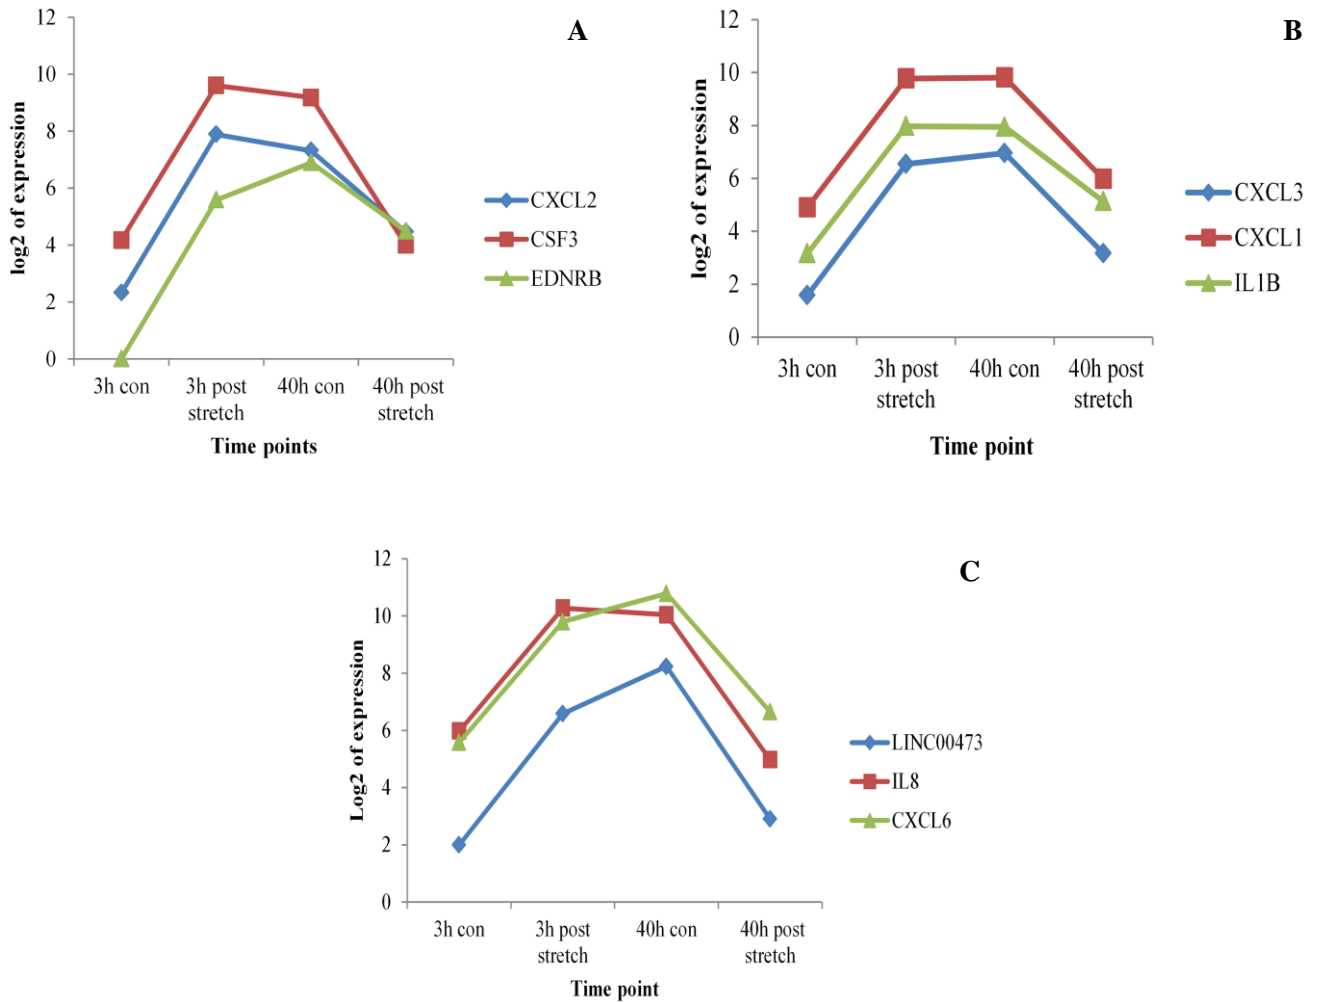 A
12
10
8
6
4
2
0
log2 of expression
3h con
3h post
stretch
40h con
40h post
stretch
Time points
CXCL2
CSF3
EDNRB
B
12
10
8
6
4
2
0
log2 of expression
3h con
3h post
stretch
40h con
40h post
stretch
Time point
CXCL3
CXCL1
IL1B
C
12
10
8
6
4
2
0
Log2 of expression
3h con
3h post
stretch
40h con
40h post
stretch
Time point
LINC00473
IL8
CXCL6